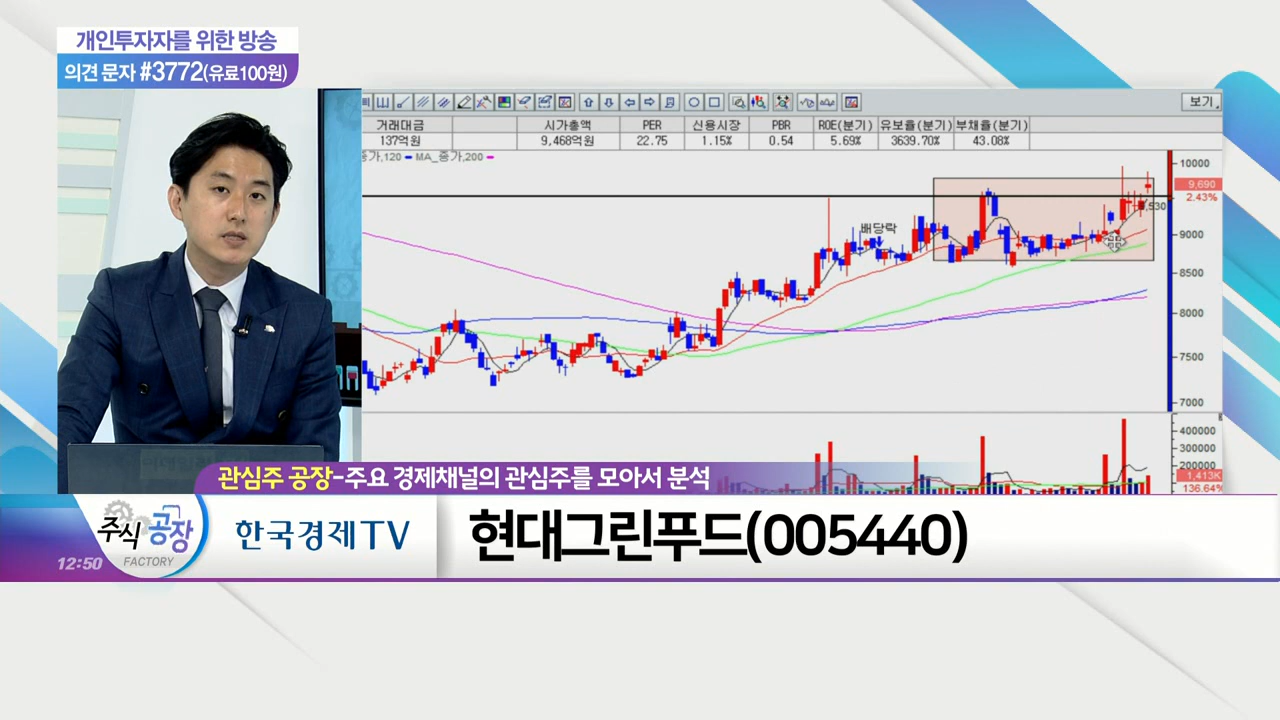 개인투자자를 위한 방송
의견 문자 #3772(유료100원)
보기
거래대금 시가총액 PER 신용시장 PBR ROE(분기) 유보율(분기) 부채율(분기)
137억원 9,468억원 22.75 1.15% 0.54 5.69% 3639.70% 43.08%
종가,120 MA_종가,200
10000
9,690
2.43%
배당락
9000
8500
8000
7500
7000
400000
300000
200000
1,413K
136.64%
관심주 공장-주요 경제채널의 관심주를 모아서 분석
주식 공장
FACTORY
12:50
한국경제TV
현대그린푸드(005440)